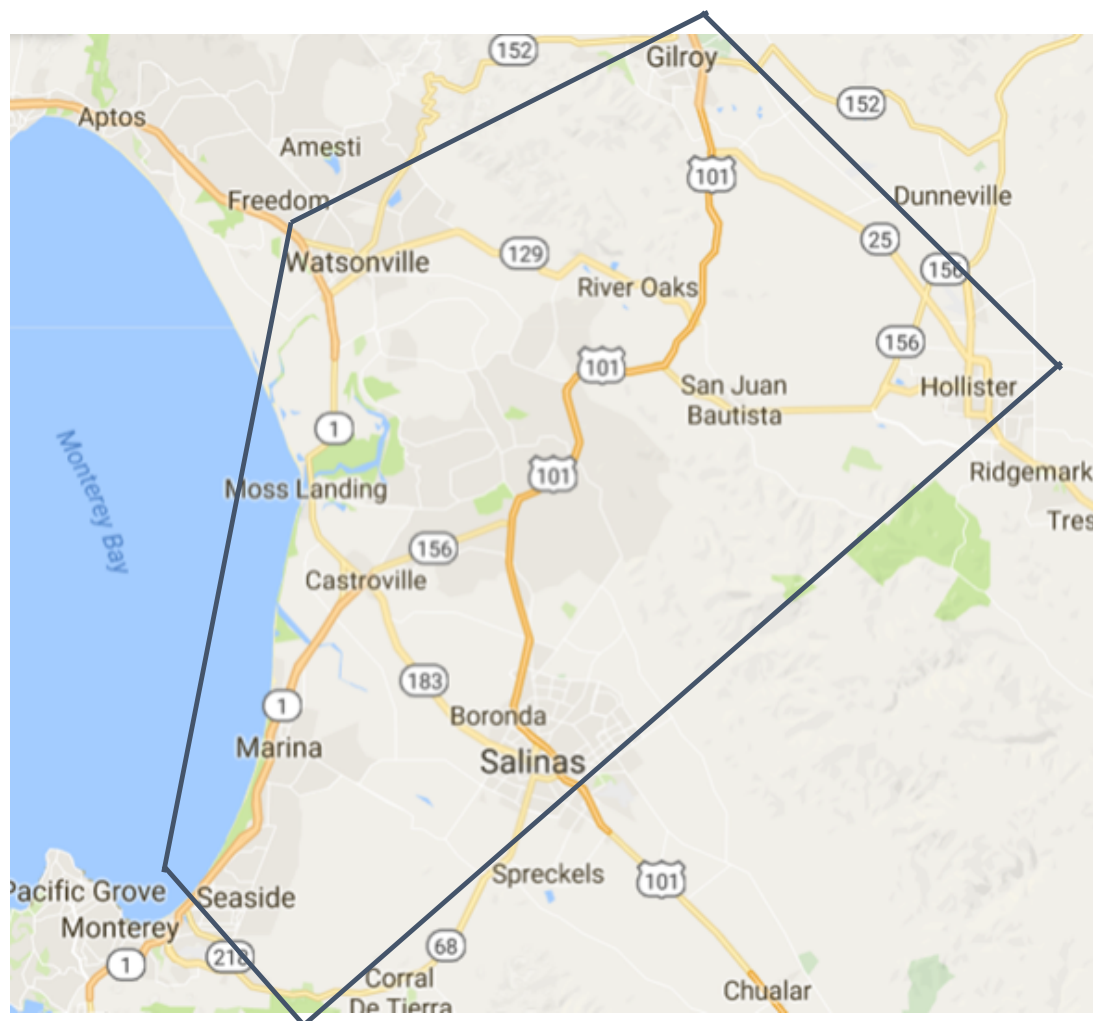 152
Gilroy
152
Aptos
Amesti
101
Freedom
Dunneville
25
129
Watsonville
156
River Oaks
156
101
San Juan
Bautista
Hollister
1
Monterey Bay
101
Ridgemark
Moss Landing
Tres
156
Castroville
183
1
Boronda
Marina
Salinas
Spreckels
101
Pacific Grove
Seaside
Monterey
68
218
1
Corral
De Tierra
Chualar